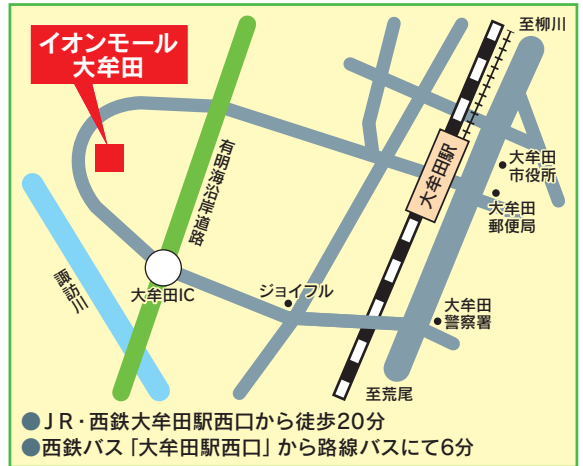 至柳川
イオンモール
大牟田
有明海沿岸道路
大牟田駅
大牟田
市役所
大牟田
郵便局
諏訪川
大牟田IC
ジョイフル
大牟田
警察署
至荒尾
●JR・西鉄大牟田駅西口から徒歩20分
●西鉄バス「大牟田駅西口」から路線バスにて6分